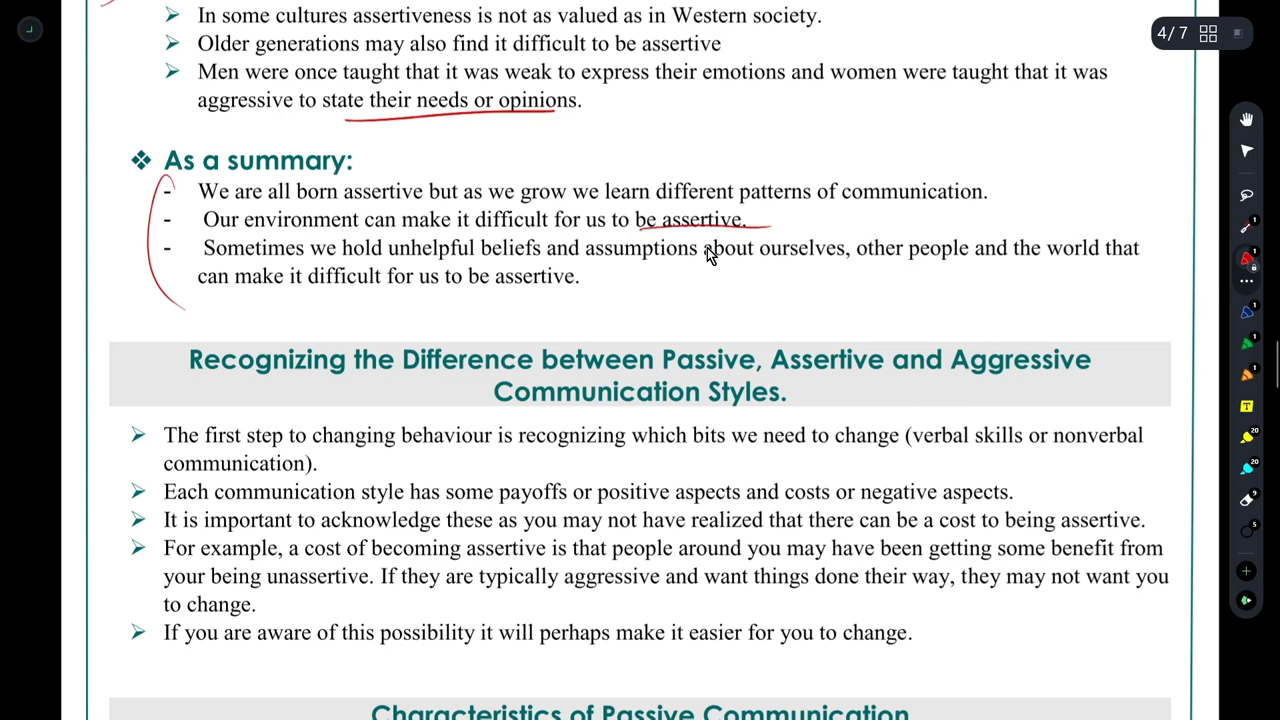 ➢ In some cultures assertiveness is not as valued as in Western society.
➢ Older generations may also find it difficult to be assertive
➢ Men were once taught that it was weak to express their emotions and women were taught that it was
aggressive to state their needs or opinions.
4/7
❖ As a summary:
- We are all born assertive but as we grow we learn different patterns of communication.
- Our environment can make it difficult for us to be assertive.
- Sometimes we hold unhelpful beliefs and assumptions about ourselves, other people and the world that
can make it difficult for us to be assertive.
Recognizing the Difference between Passive, Assertive and Aggressive
Communication Styles.
➢ The first step to changing behaviour is recognizing which bits we need to change (verbal skills or nonverbal
communication).
➢ Each communication style has some payoffs or positive aspects and costs or negative aspects.
➢ It is important to acknowledge these as you may not have realized that there can be a cost to being assertive.
➢ For example, a cost of becoming assertive is that people around you may have been getting some benefit from
your being unassertive. If they are typically aggressive and want things done their way, they may not want you
to change.
➢ If you are aware of this possibility it will perhaps make it easier for you to change.
Characteristics of Passive Communication
1
1
1
1
1
T
20
20
9
5